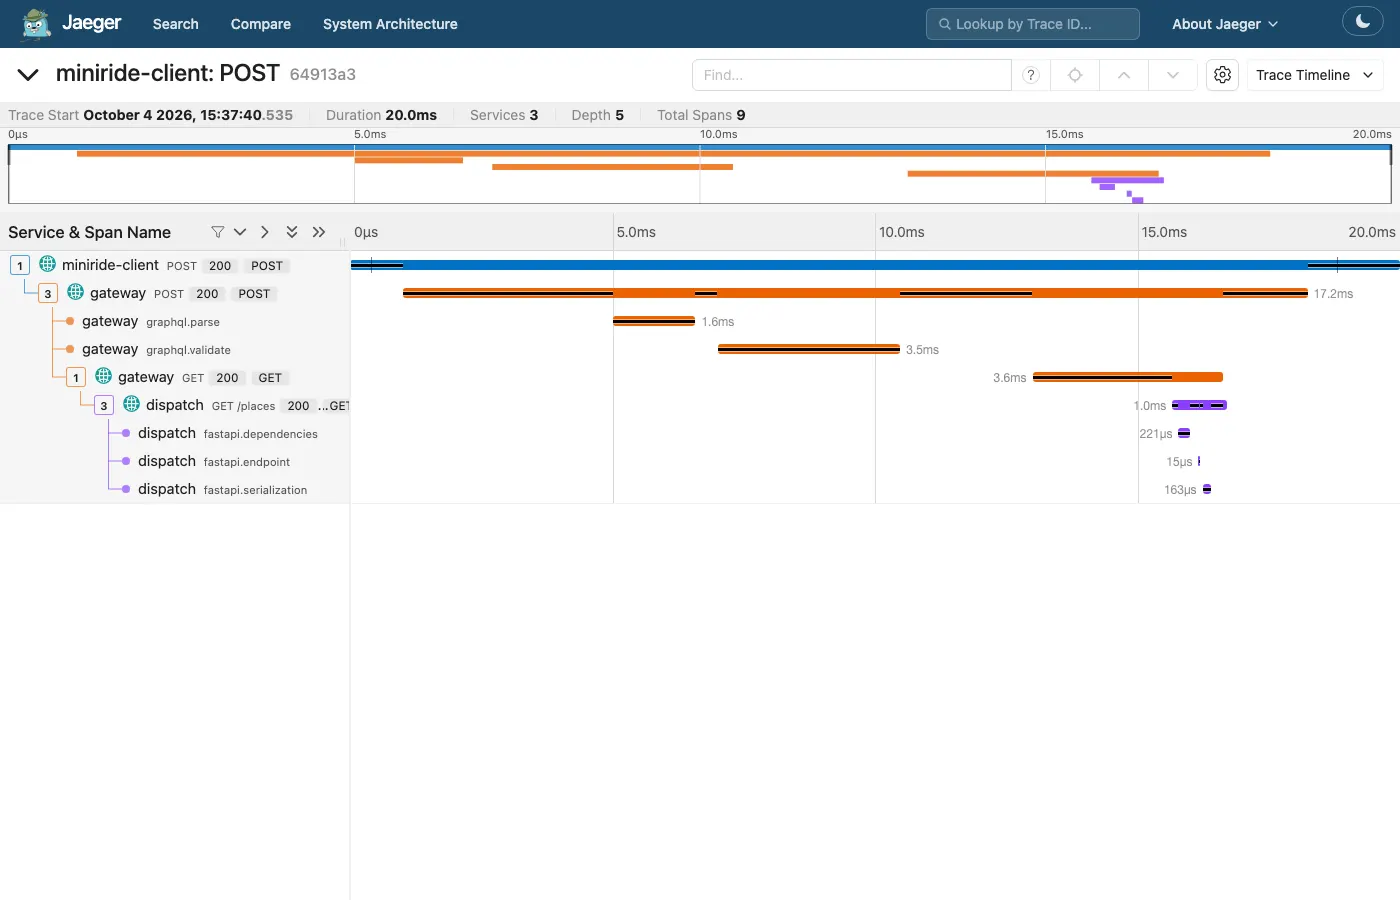 Jaeger Search Compare System Architecture Lookup by Trace ID... About Jaeger
miniride-client: POST 64913a3 Find... ? Trace Timeline
Trace Start October 4 2026, 15:37:40.535 Duration 20.0ms Services 3 Depth 5 Total Spans 9
0µs 5.0ms 10.0ms 15.0ms 20.0ms
Service & Span Name 0µs 5.0ms 10.0ms 15.0ms 20.0ms
1 miniride-client POST 200 POST
3 gateway POST 200 POST 17.2ms
gateway graphql.parse 1.6ms
gateway graphql.validate 3.5ms
1 gateway GET 200 GET 3.6ms
3 dispatch GET /places 200 ...GET 1.0ms
dispatch fastapi.dependencies 221µs
dispatch fastapi.endpoint 15µs
dispatch fastapi.serialization 163µs